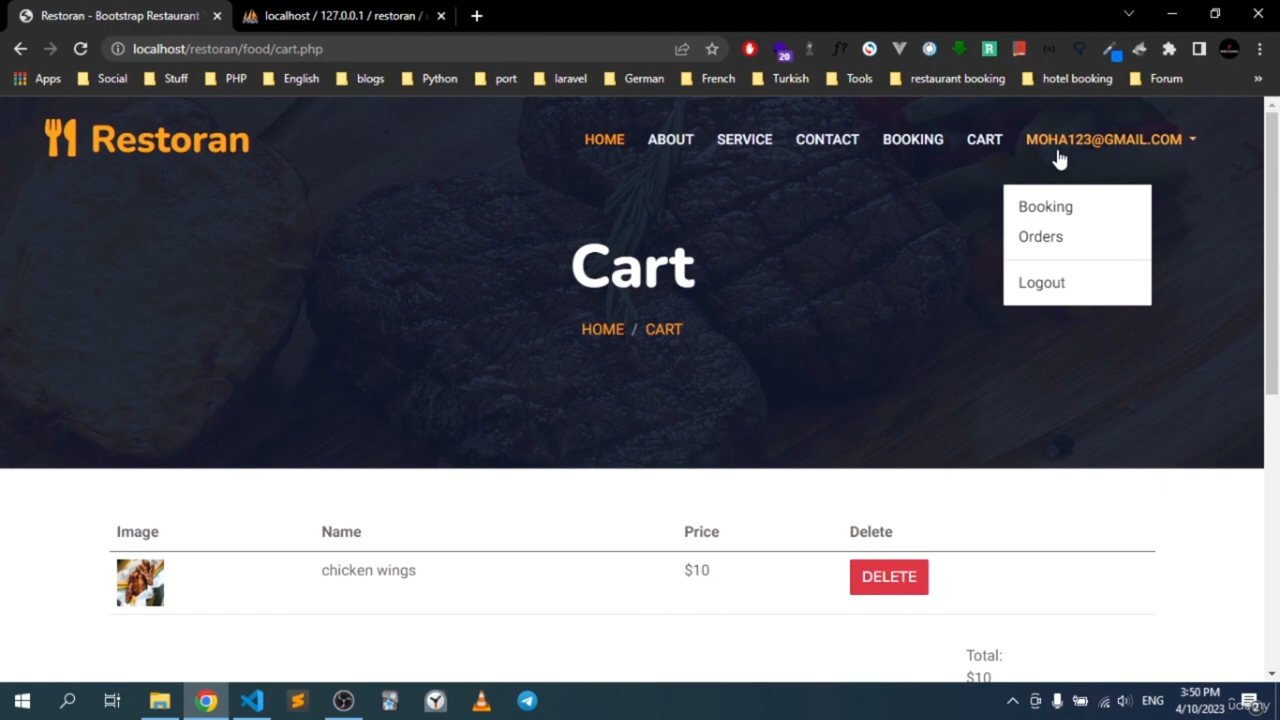 Restoran - Bootstrap Restaurant
localhost / 127.0.0.1 / restoran /
localhost/restoran/food/cart.php
20
f?
R
Apps Social Stuff PHP English blogs Python port laravel German French Turkish Tools restaurant booking hotel booking Forum »
Restoran
HOME ABOUT SERVICE CONTACT BOOKING CART MOHA123@GMAIL.COM
Booking
Orders
Logout
Cart
HOME / CART
Image Name Price Delete
chicken wings $10 DELETE
Total:
$10
ENG
3:50 PM
4/10/2023
udemy